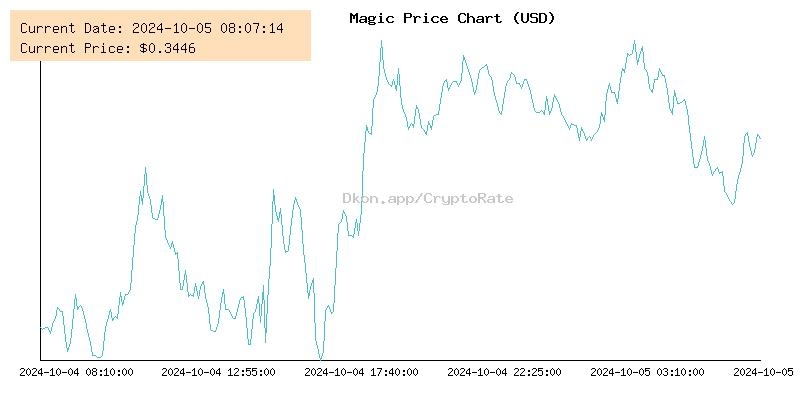 Magic Price Chart (USD)
Current Date: 2024-10-05 08:07:14
Current Price: $0.3446
Dkon.app/CryptoRate
2024-10-04 08:10:00 2024-10-04 12:55:00 2024-10-04 17:40:00 2024-10-04 22:25:00 2024-10-05 03:10:00 2024-10-05